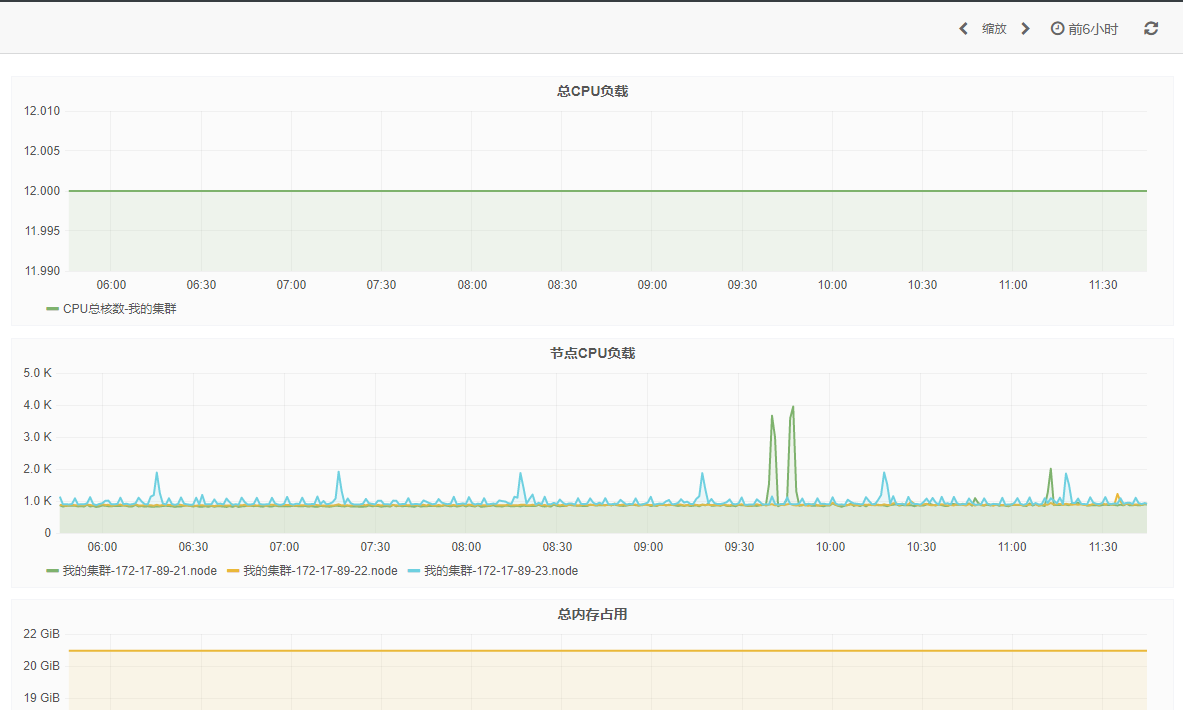 缩放 前6小时
总CPU负载
12.010
12.005
12.000
11.995
11.990
06:00 06:30 07:00 07:30 08:00 08:30 09:00 09:30 10:00 10:30 11:00 11:30
CPU总核数-我的集群
节点CPU负载
5.0 K
4.0 K
3.0 K
2.0 K
1.0 K
0
06:00 06:30 07:00 07:30 08:00 08:30 09:00 09:30 10:00 10:30 11:00 11:30
我的集群-172-17-89-21.node 我的集群-172-17-89-22.node 我的集群-172-17-89-23.node
总内存占用
22 GiB
20 GiB
19 GiB